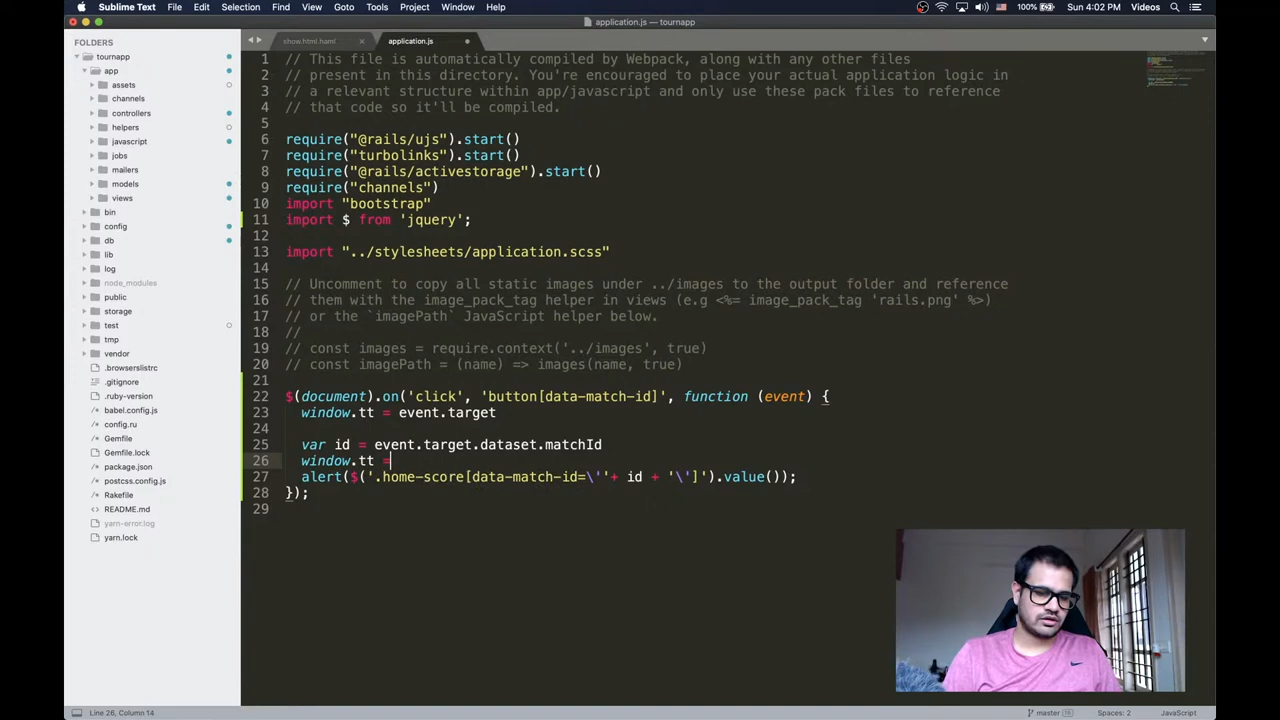 Sublime Text File Edit Selection Find View Goto Tools Project Window Help
100% Sun 4:02 PM Videos
application.js — tournapp
FOLDERS
tournapp
app
assets
channels
controllers
helpers
javascript
jobs
mailers
models
views
bin
config
db
lib
log
node_modules
public
storage
test
tmp
vendor
.browserslistrc
.gitignore
.ruby-version
babel.config.js
config.ru
Gemfile
Gemfile.lock
package.json
postcss.config.js
Rakefile
README.md
yarn-error.log
yarn.lock
show.html.haml application.js
1 // This file is automatically compiled by Webpack, along with any other files
2 // present in this directory. You're encouraged to place your actual application logic in
3 // a relevant structure within app/javascript and only use these pack files to reference
4 // that code so it'll be compiled.
5
6 require("@rails/ujs").start()
7 require("turbolinks").start()
8 require("@rails/activestorage").start()
9 require("channels")
10 import "bootstrap"
11 import $ from 'jquery';
12
13 import "../stylesheets/application.scss"
14
15 // Uncomment to copy all static images under ../images to the output folder and reference
16 // them with the image_pack_tag helper in views (e.g <%= image_pack_tag 'rails.png' %>)
17 // or the `imagePath` JavaScript helper below.
18 //
19 // const images = require.context('../images', true)
20 // const imagePath = (name) => images(name, true)
21
22 $(document).on('click', 'button[data-match-id]', function (event) {
23 window.tt = event.target
24
25 var id = event.target.dataset.matchId
26 window.tt =
27 alert($('.home-score[data-match-id=\''+ id + '\']').value());
28 });
29
Line 26, Column 14 master 16 Spaces: 2 JavaScript